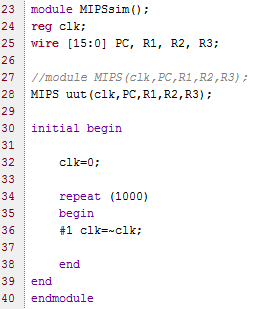 23 module MIPSsim();
24 reg clk;
25 wire [15:0] PC, R1, R2, R3;
26
27 //module MIPS(clk,PC,R1,R2,R3);
28 MIPS uut(clk,PC,R1,R2,R3);
29
30 initial begin
31
32 clk=0;
33
34 repeat (1000)
35 begin
36 #1 clk=~clk;
37
38 end
39 end
40 endmodule